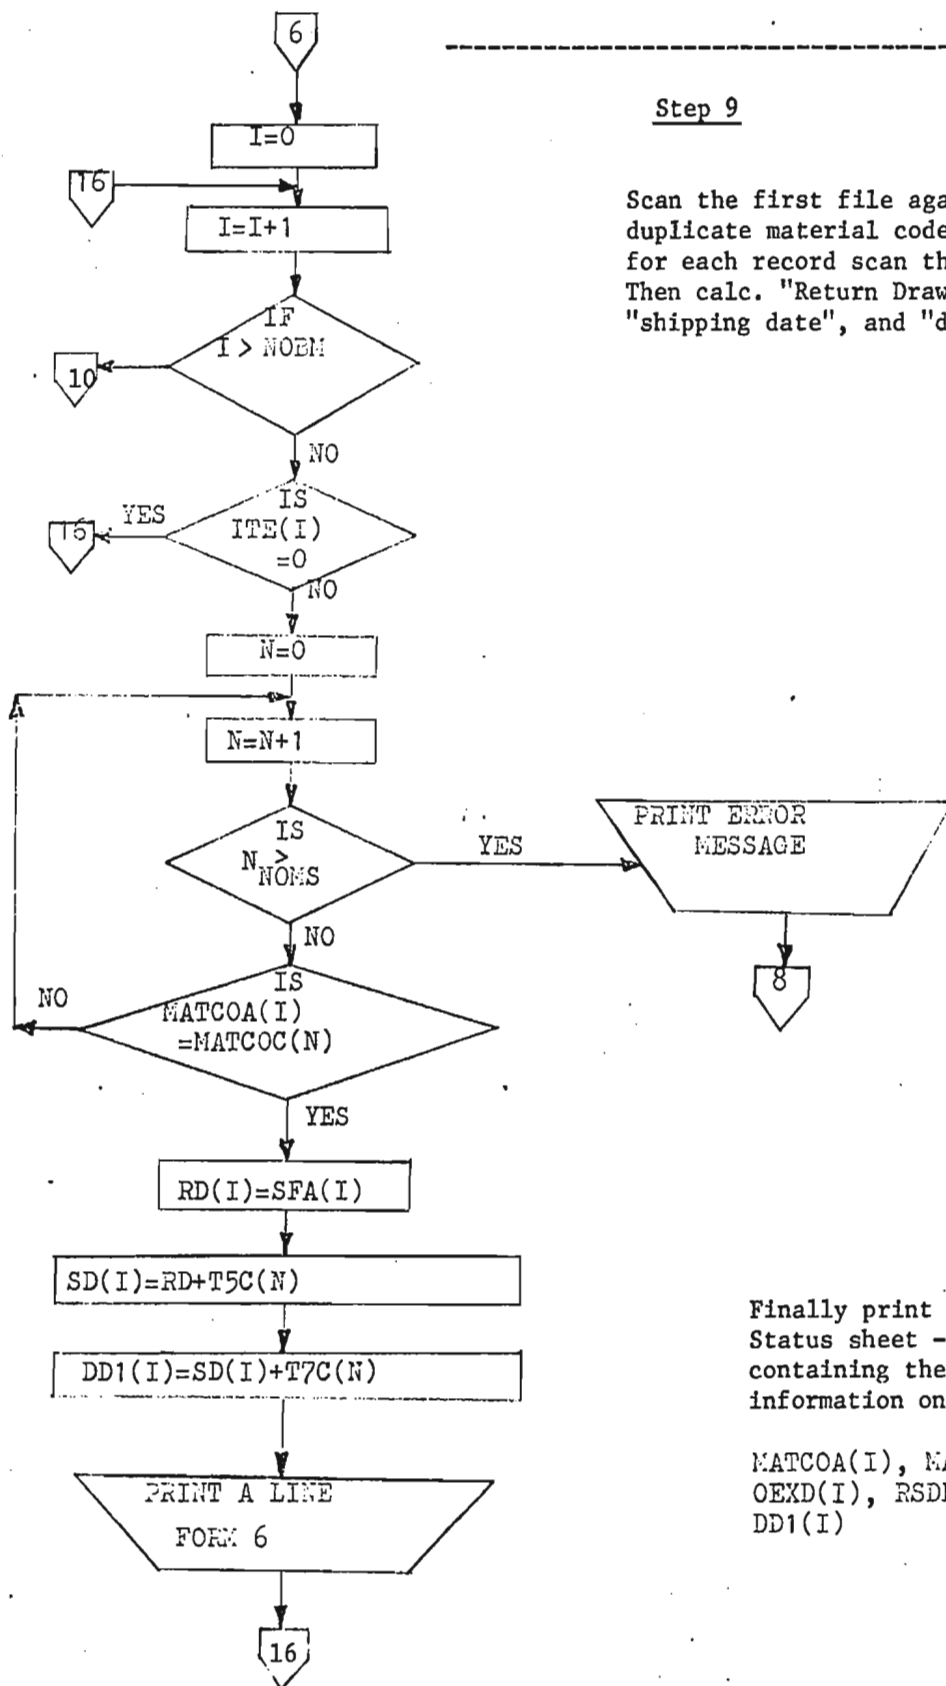 6
Step 9
I=0
16
Scan the first file aga
duplicate material code
I=I+1
for each record scan th
Then calc. "Return Draw
"shipping date", and "d
IF
I > NOBM
10
NO
IS
ITE(I)
=0
YES
16
NO
N=0
N=N+1
IS
N >
NOMS
YES
PRINT ERROR
MESSAGE
NO
8
IS
MATCOA(I)
=MATCOC(N)
NO
YES
RD(I)=SFA(I)
SD(I)=RD+T5C(N)
DD1(I)=SD(I)+T7C(N)
Finally print
Status sheet -
containing the
information on
PRINT A LINE
FORM 6
MATCOA(I), MA
OEXD(I), RSD
DD1(I)
16